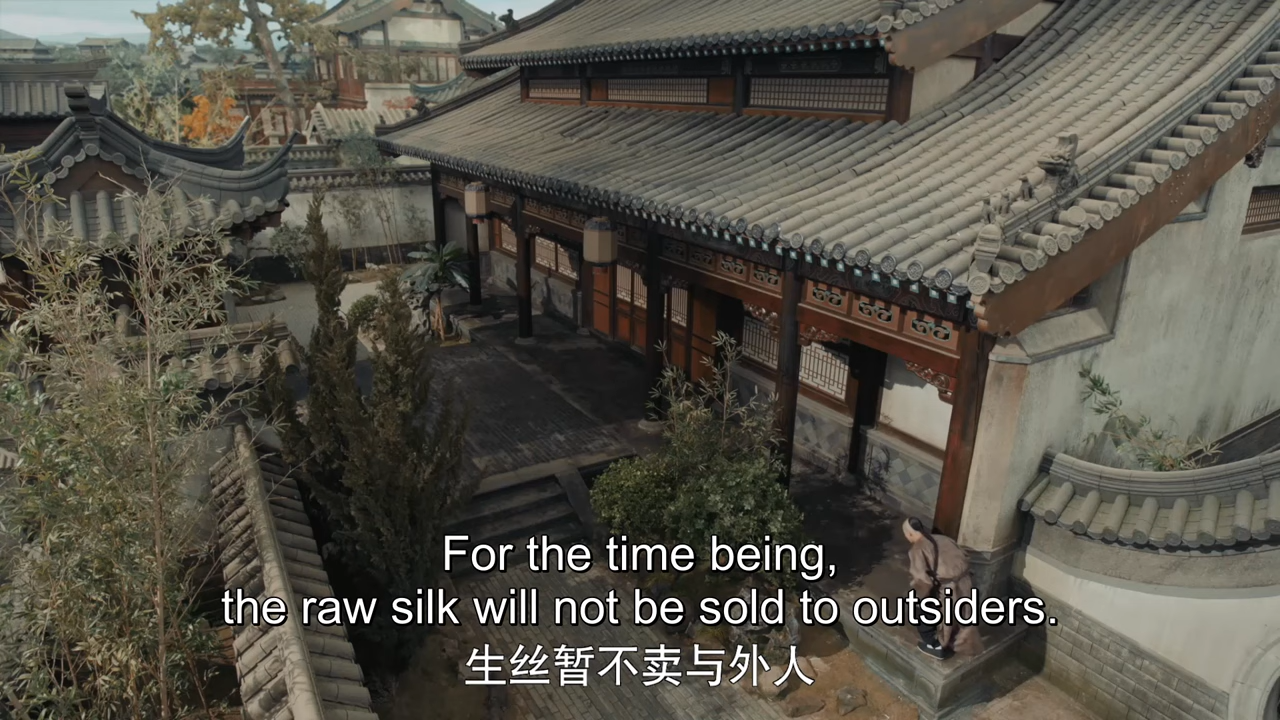 For the time being,
the raw silk will not be sold to outsiders.
生丝暂不卖与外人